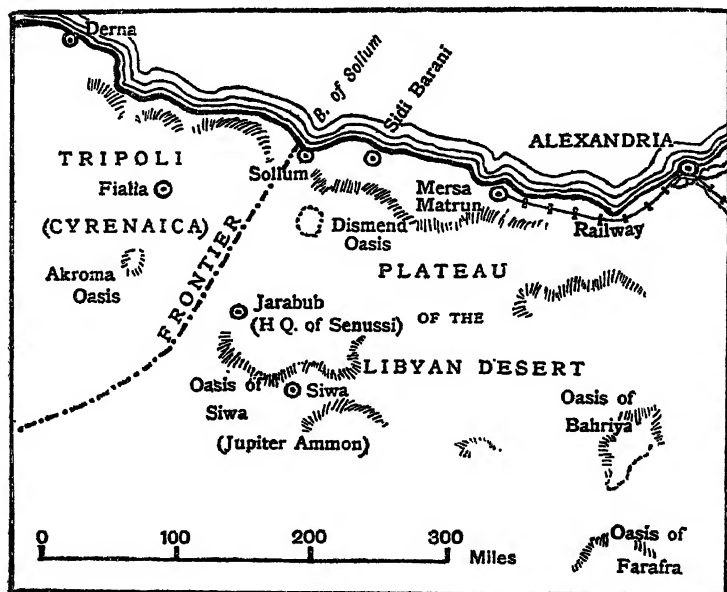 Derna
B. of Sollum
Sidi Barani
ALEXANDRIA
TRIPOLI
Sollum
Fialla
Mersa
Matrun
Railway
(CYRENAICA)
Dismend
Oasis
Akroma
Oasis
FRONTIER
PLATEAU
Jarabub
(H Q. of Senussi)
OF THE
LIBYAN DESERT
Oasis of
Siwa
Siwa
(Jupiter Ammon)
Oasis of
Bahriya
0 100 200 300
Miles
Oasis of
Farafra